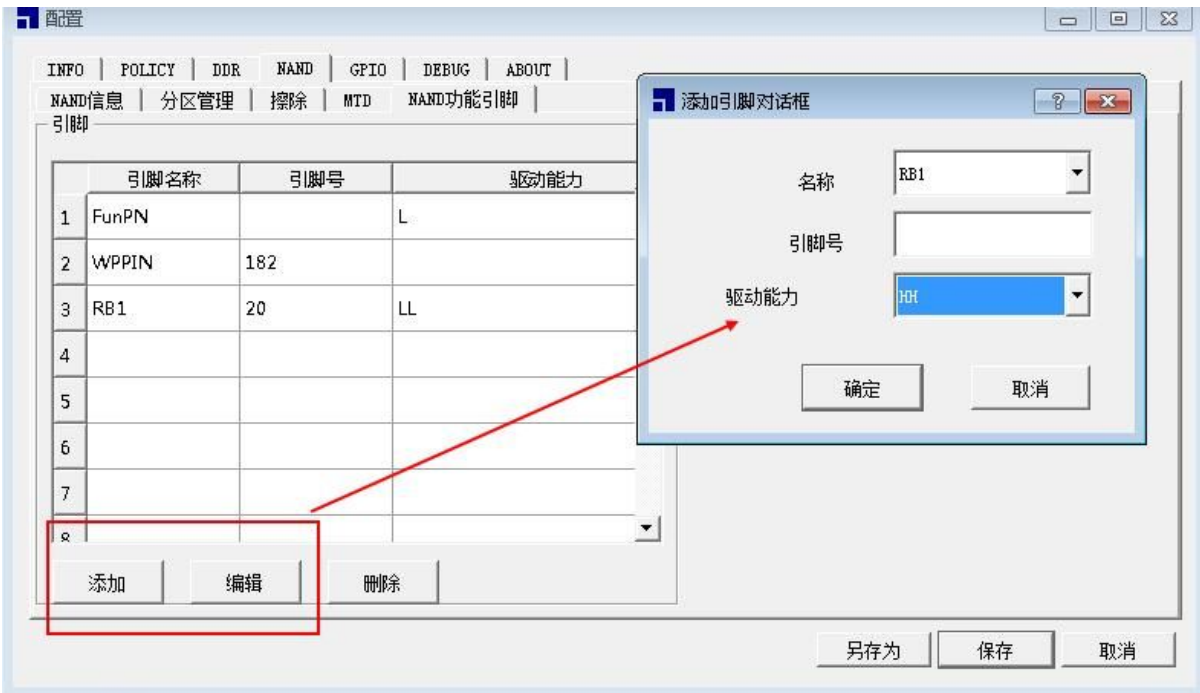 配置
INFO POLICY DDR NAND GPIO DEBUG ABOUT
NAND信息 分区管理 擦除 MTD NAND功能引脚
引脚
引脚名称 引脚号 驱动能力
1 FunPN L
2 WPPIN 182
3 RB1 20 LL
4
5
6
7
8
添加 编辑 删除
添加引脚对话框
名称 RB1
引脚号
驱动能力 HH
确定 取消
另存为 保存 取消